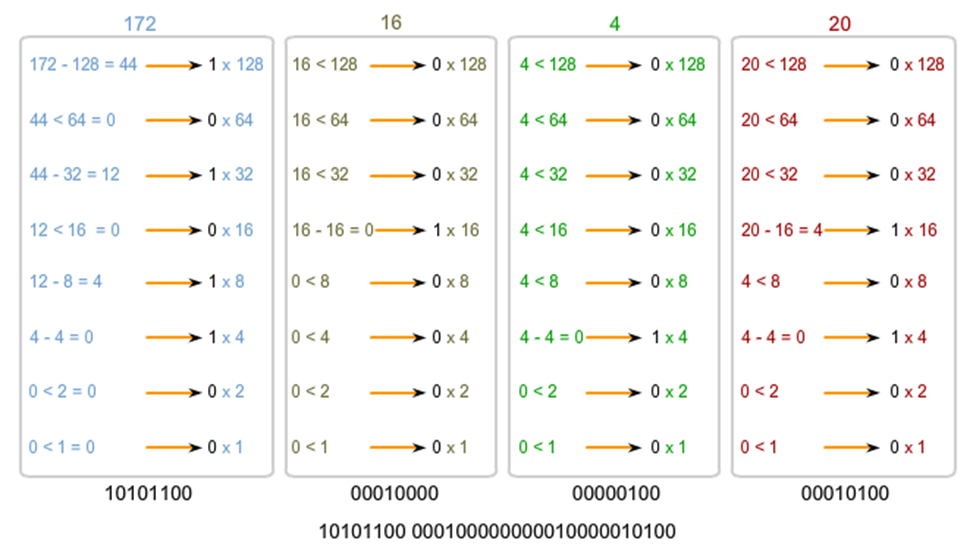 172
172 - 128 = 44 1 x 128
44 < 64 = 0 0 x 64
44 - 32 = 12 1 x 32
12 < 16 = 0 0 x 16
12 - 8 = 4 1 x 8
4 - 4 = 0 1 x 4
0 < 2 = 0 0 x 2
0 < 1 = 0 0 x 1
10101100
16
16 < 128 0 x 128
16 < 64 0 x 64
16 < 32 0 x 32
16 - 16 = 0 1 x 16
0 < 8 0 x 8
0 < 4 0 x 4
0 < 2 0 x 2
0 < 1 0 x 1
00010000
4
4 < 128 0 x 128
4 < 64 0 x 64
4 < 32 0 x 32
4 < 16 0 x 16
4 < 8 0 x 8
4 - 4 = 0 1 x 4
0 < 2 0 x 2
0 < 1 0 x 1
00000100
20
20 < 128 0 x 128
20 < 64 0 x 64
20 < 32 0 x 32
20 - 16 = 4 1 x 16
4 < 8 0 x 8
4 - 4 = 0 1 x 4
0 < 2 0 x 2
0 < 1 0 x 1
00010100
10101100 000100000000010000010100